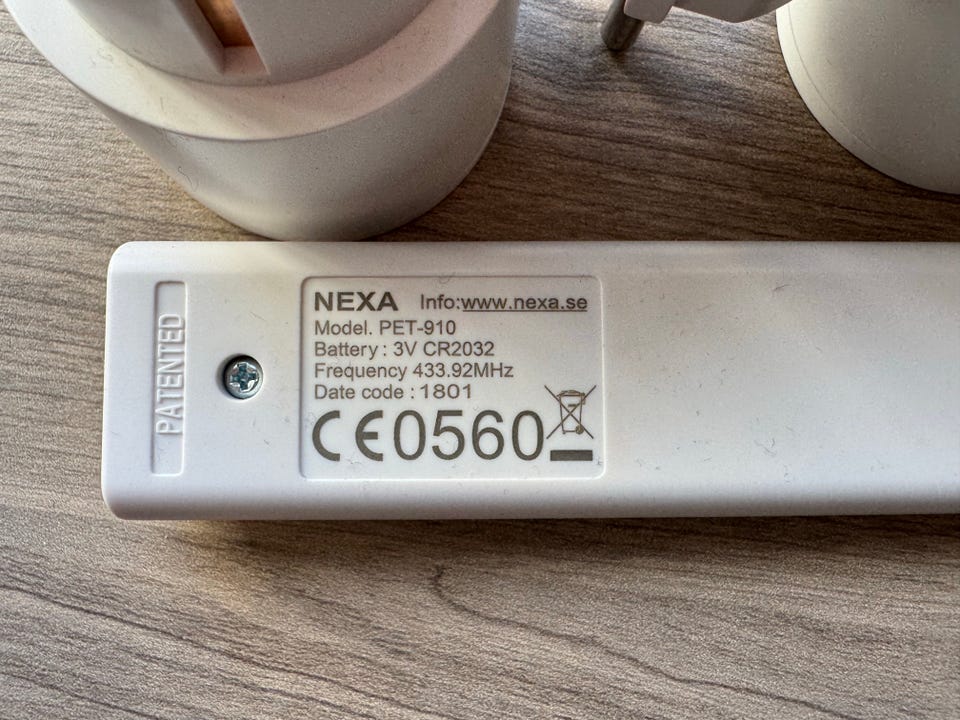 PATENTED
NEXA Info:www.nexa.se
Model. PET-910
Battery : 3V CR2032
Frequency 433.92MHz
Date code : 1801
CE0560